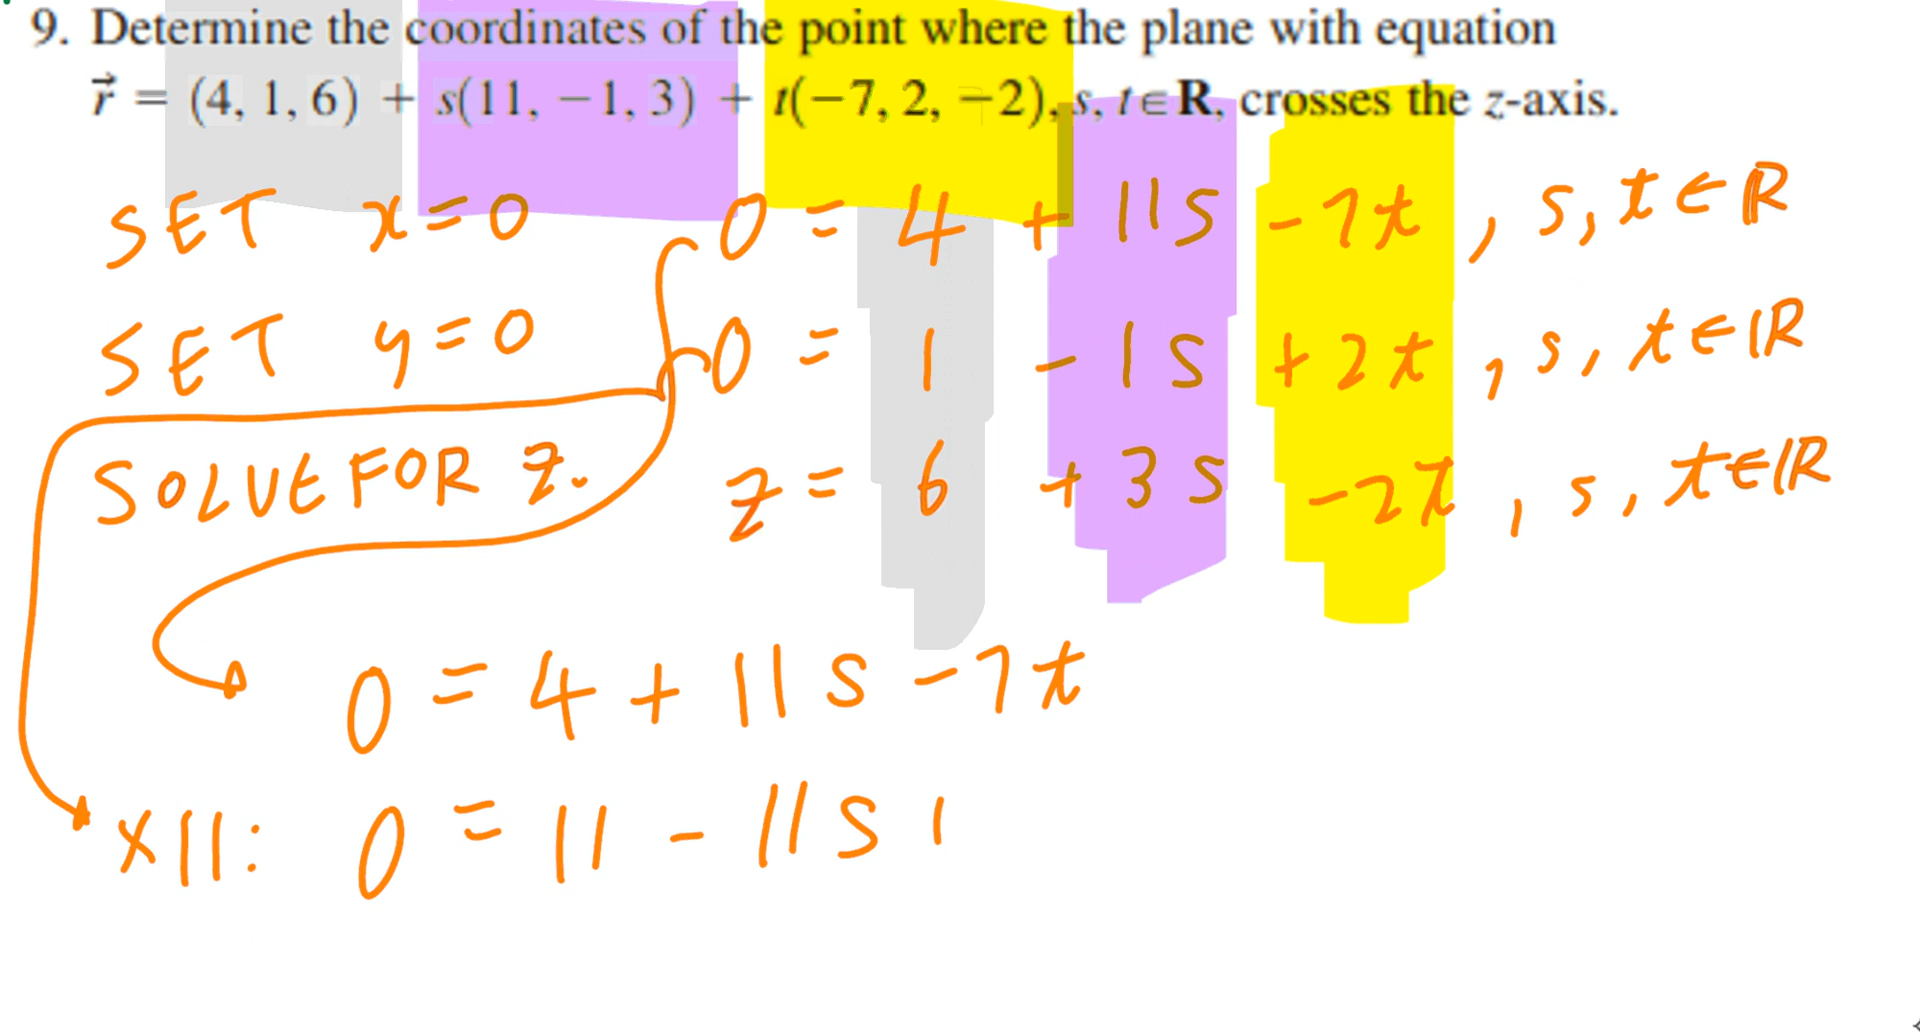 9. Determine the coordinates of the point where the plane with equation
r⃗ = (4, 1, 6) + s(11, −1, 3) + t(−7, 2, −2), s, t∈R, crosses the z-axis.
SET x=0 0 = 4 + 11s -7t, s, t∈R
SET y=0 0 = 1 - 1s +2t, s, t∈R
SOLVE FOR z. z = 6 + 3s -2t, s, t∈R
0 = 4 + 11s -7t
x11: 0 = 11 - 11s